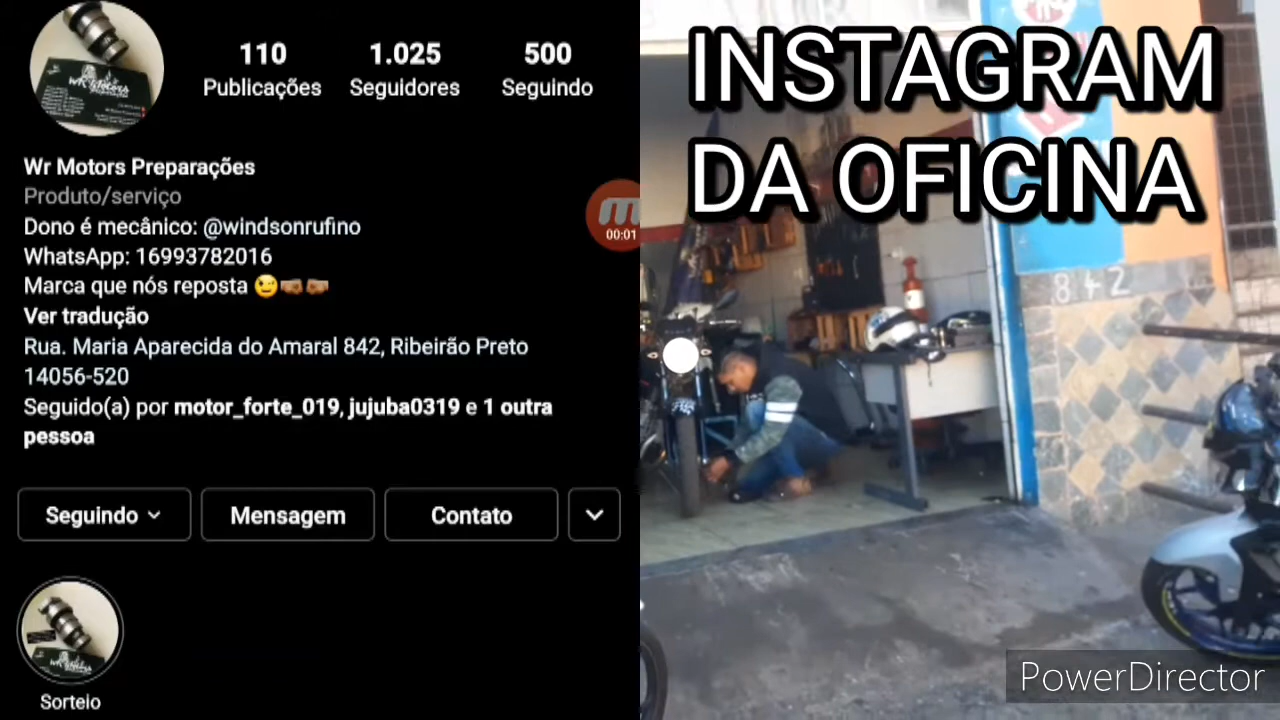 110
Publicações
1.025
Seguidores
500
Seguindo
Wr Motors Preparações
Produto/serviço
Dono é mecânico: @windsonrufino
WhatsApp: 16993782016
Marca que nós reposta 😉🤜🏽🤛🏽
Ver tradução
Rua. Maria Aparecida do Amaral 842, Ribeirão Preto
14056-520
Seguido(a) por motor_forte_019, jujuba0319 e 1 outra
pessoa
Seguindo
Mensagem
Contato
Sorteio
00:01
INSTAGRAM
DA OFICINA
842
PowerDirector